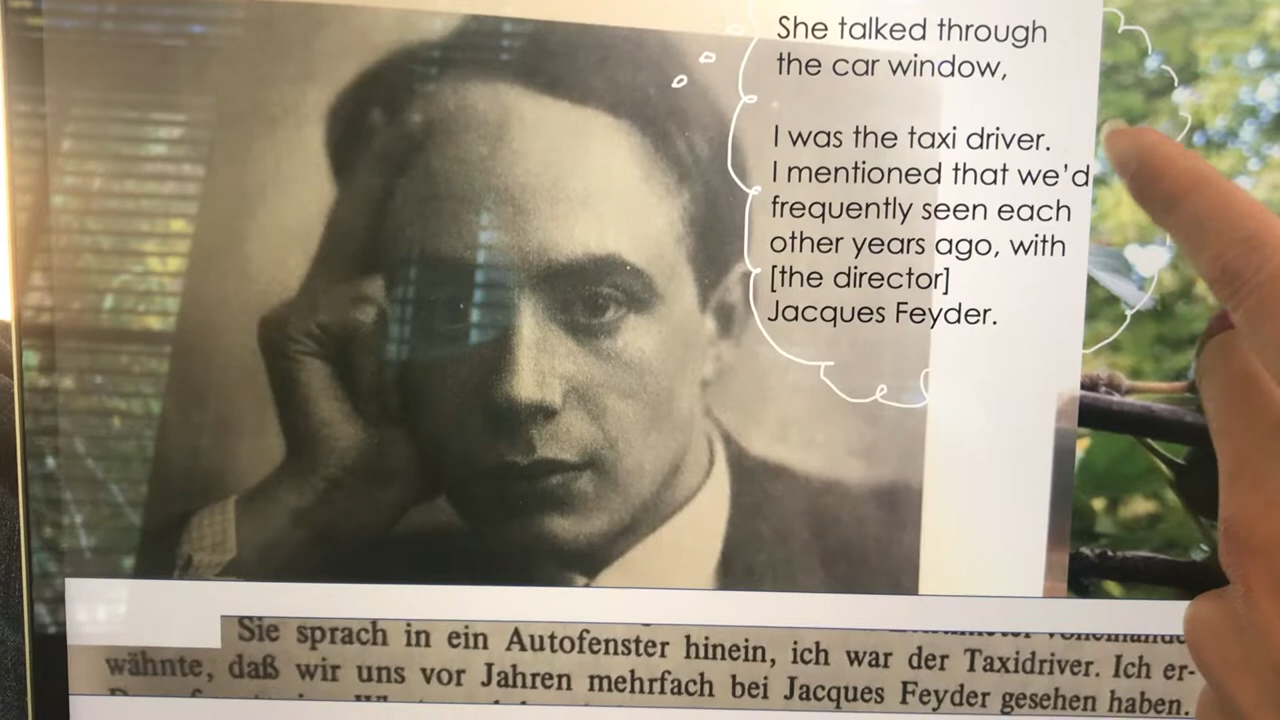 She talked through
the car window,
I was the taxi driver.
I mentioned that we'd
frequently seen each
other years ago, with
[the director]
Jacques Feyder.
Sie sprach in ein Autofenster hinein, ich war der Taxidriver. Ich er-
wähnte, daß wir uns vor Jahren mehrfach bei Jacques Feyder gesehen haben.